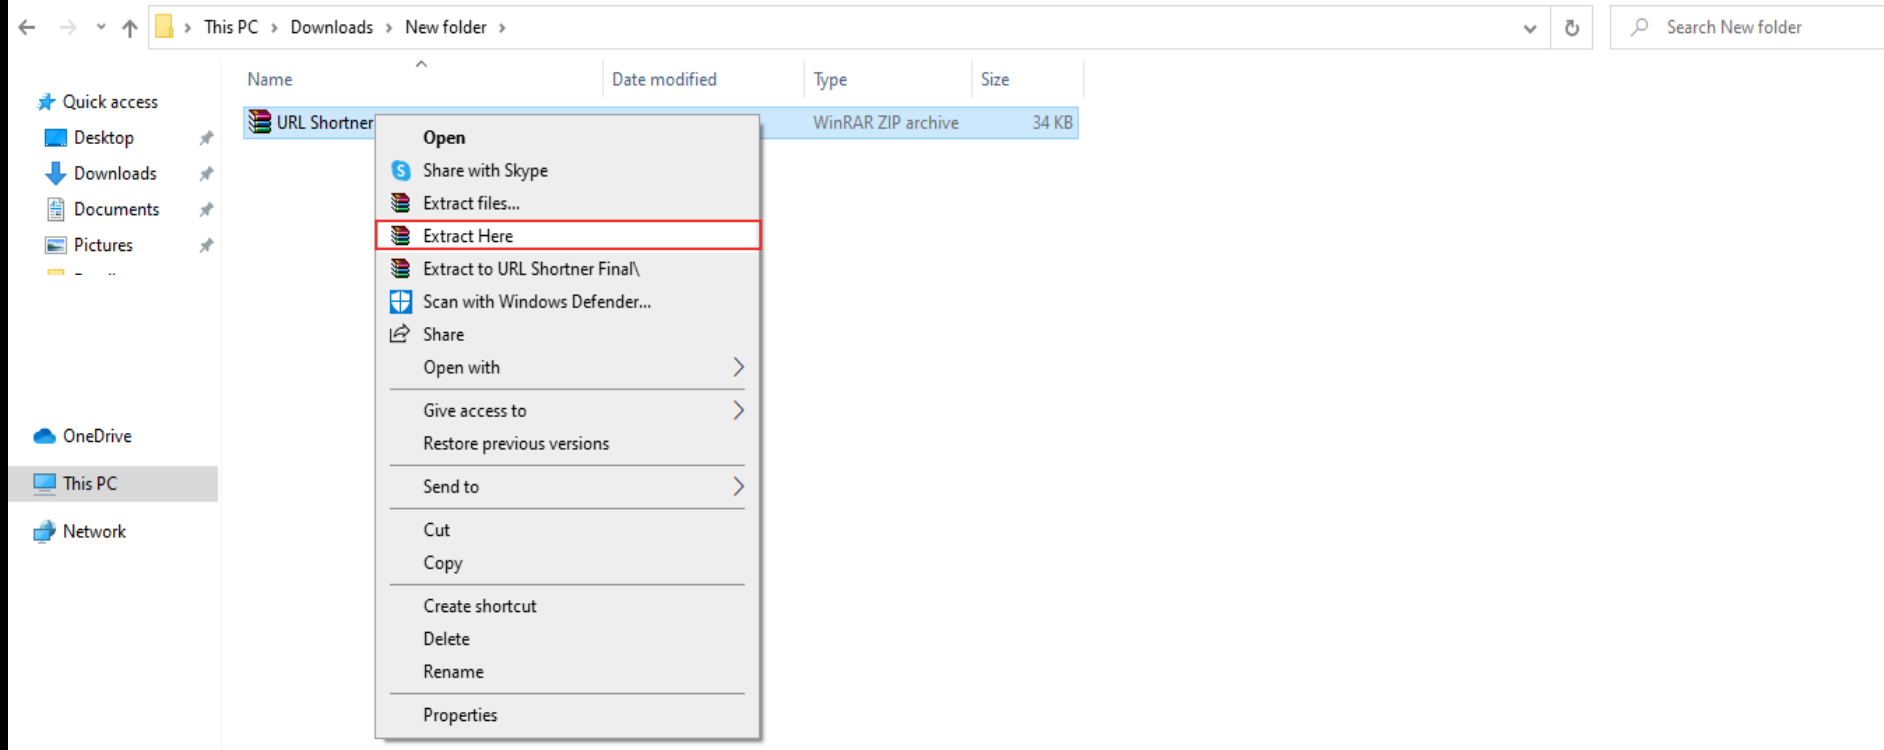 This PC > Downloads > New folder >
Search New folder
Name
Date modified
Type
Size
Quick access
Desktop
Downloads
Documents
Pictures
OneDrive
This PC
Network
URL Shortner
WinRAR ZIP archive
34 KB
Open
Share with Skype
Extract files...
Extract Here
Extract to URL Shortner Final\
Scan with Windows Defender...
Share
Open with
Give access to
Restore previous versions
Send to
Cut
Copy
Create shortcut
Delete
Rename
Properties